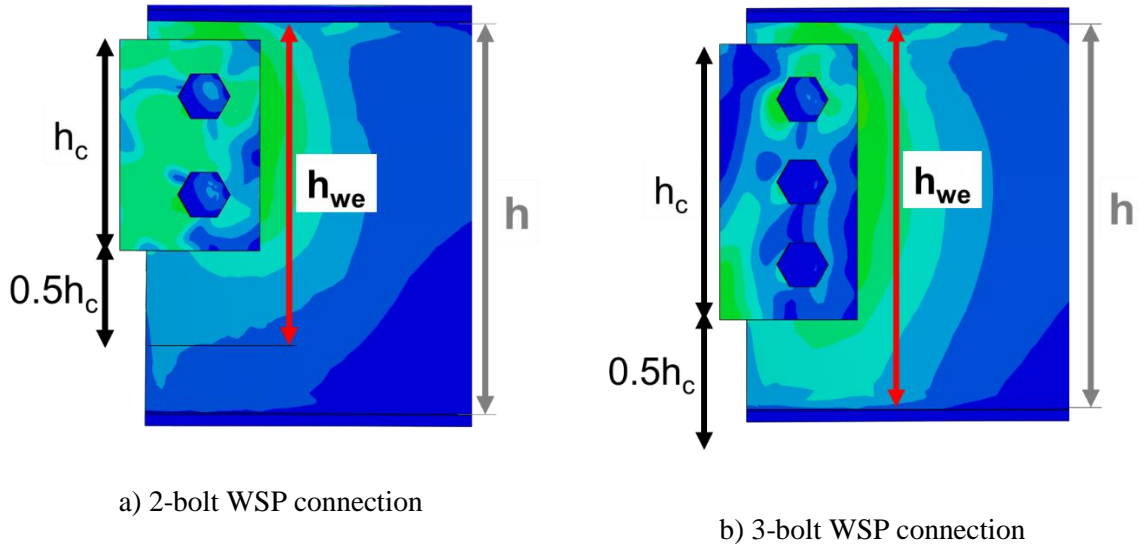 h_c
0.5h_c
h_we
h
a) 2-bolt WSP connection
h_c
0.5h_c
h_we
h
b) 3-bolt WSP connection